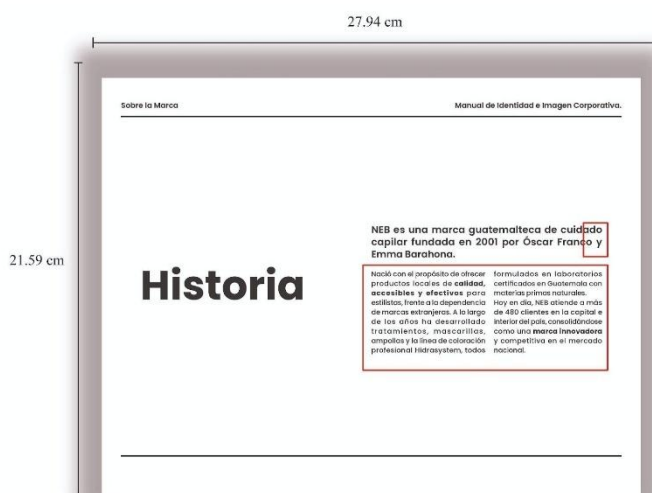 27.94 cm
21.59 cm
Sobre la Marca
Manual de Identidad e Imagen Corporativa.
Historia
NEB es una marca guatemalteca de cuidado
capilar fundada en 2001 por Óscar Franco y
Emma Barahona.
Nació con el propósito de ofrecer
productos locales de calidad,
accesibles y efectivos para
estilistas, frente a la dependencia
de marcas extranjeras. A lo largo
de los años ha desarrollado
tratamientos, mascarillas,
ampollas y la línea de coloración
profesional Hidrasystem, todos
formulados en laboratorios
certificados en Guatemala con
materias primas naturales.
Hoy en día, NEB atiende a más
de 480 clientes en la capital e
interior del país, consolidándose
como una marca innovadora
y competitiva en el mercado
nacional.